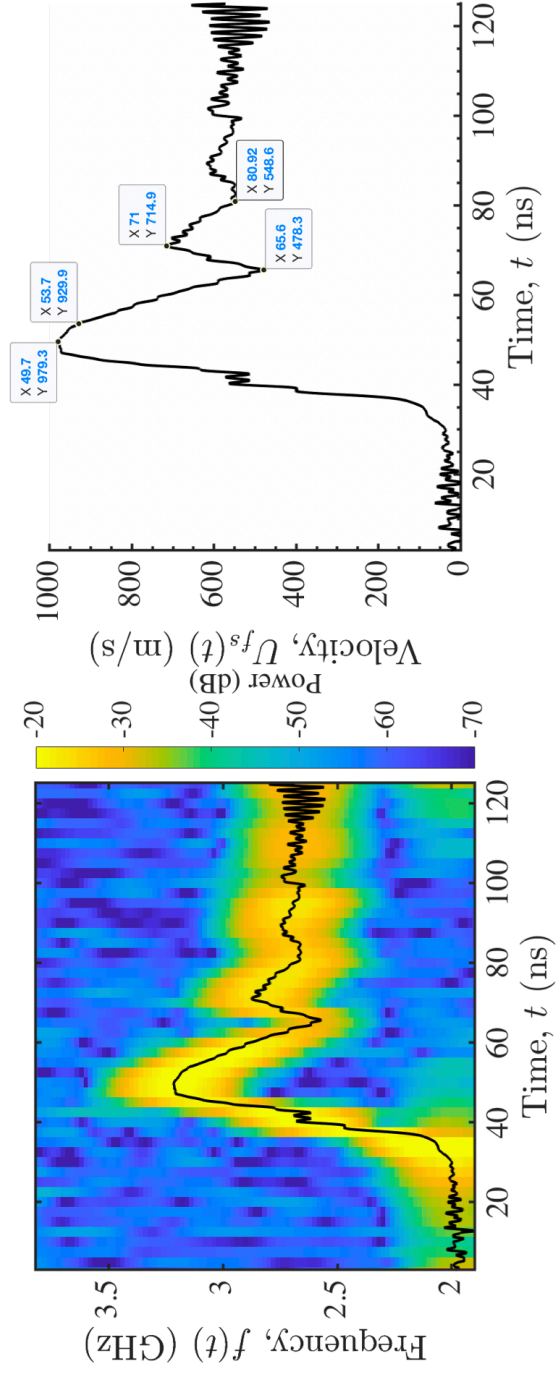 Frequency, f(t) (GHz)
3.5
3
2.5
2
20
40
60
80
100
120
Time, t (ns)
-20
-30
-40
-50
-60
-70
Power (dB)
Velocity, Ufs(t) (m/s)
1000
800
600
400
200
0
20
40
60
80
100
120
Time, t (ns)
X 49.7
Y 979.3
X 53.7
Y 929.9
X 65.6
Y 478.3
X 71
Y 714.9
X 80.92
Y 548.6